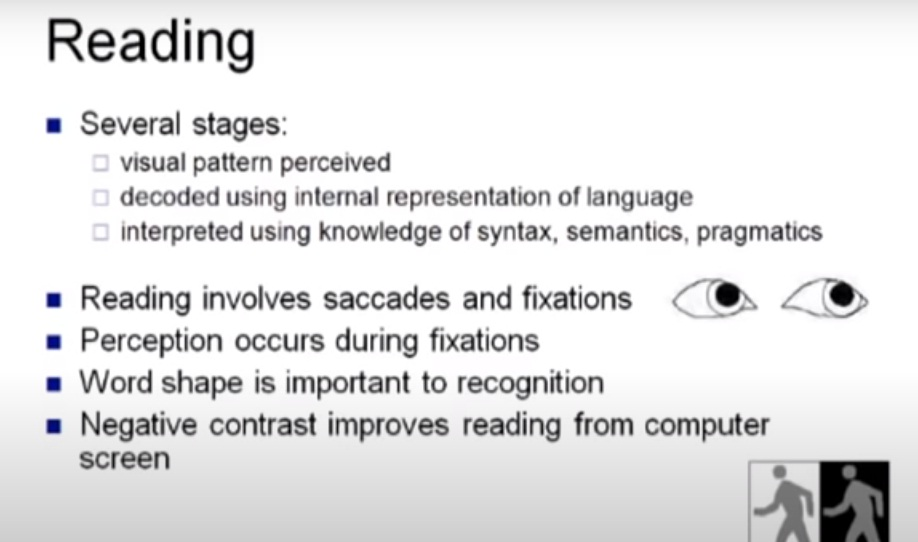 Reading
Several stages:
visual pattern perceived
decoded using internal representation of language
interpreted using knowledge of syntax, semantics, pragmatics
Reading involves saccades and fixations
Perception occurs during fixations
Word shape is important to recognition
Negative contrast improves reading from computer
screen